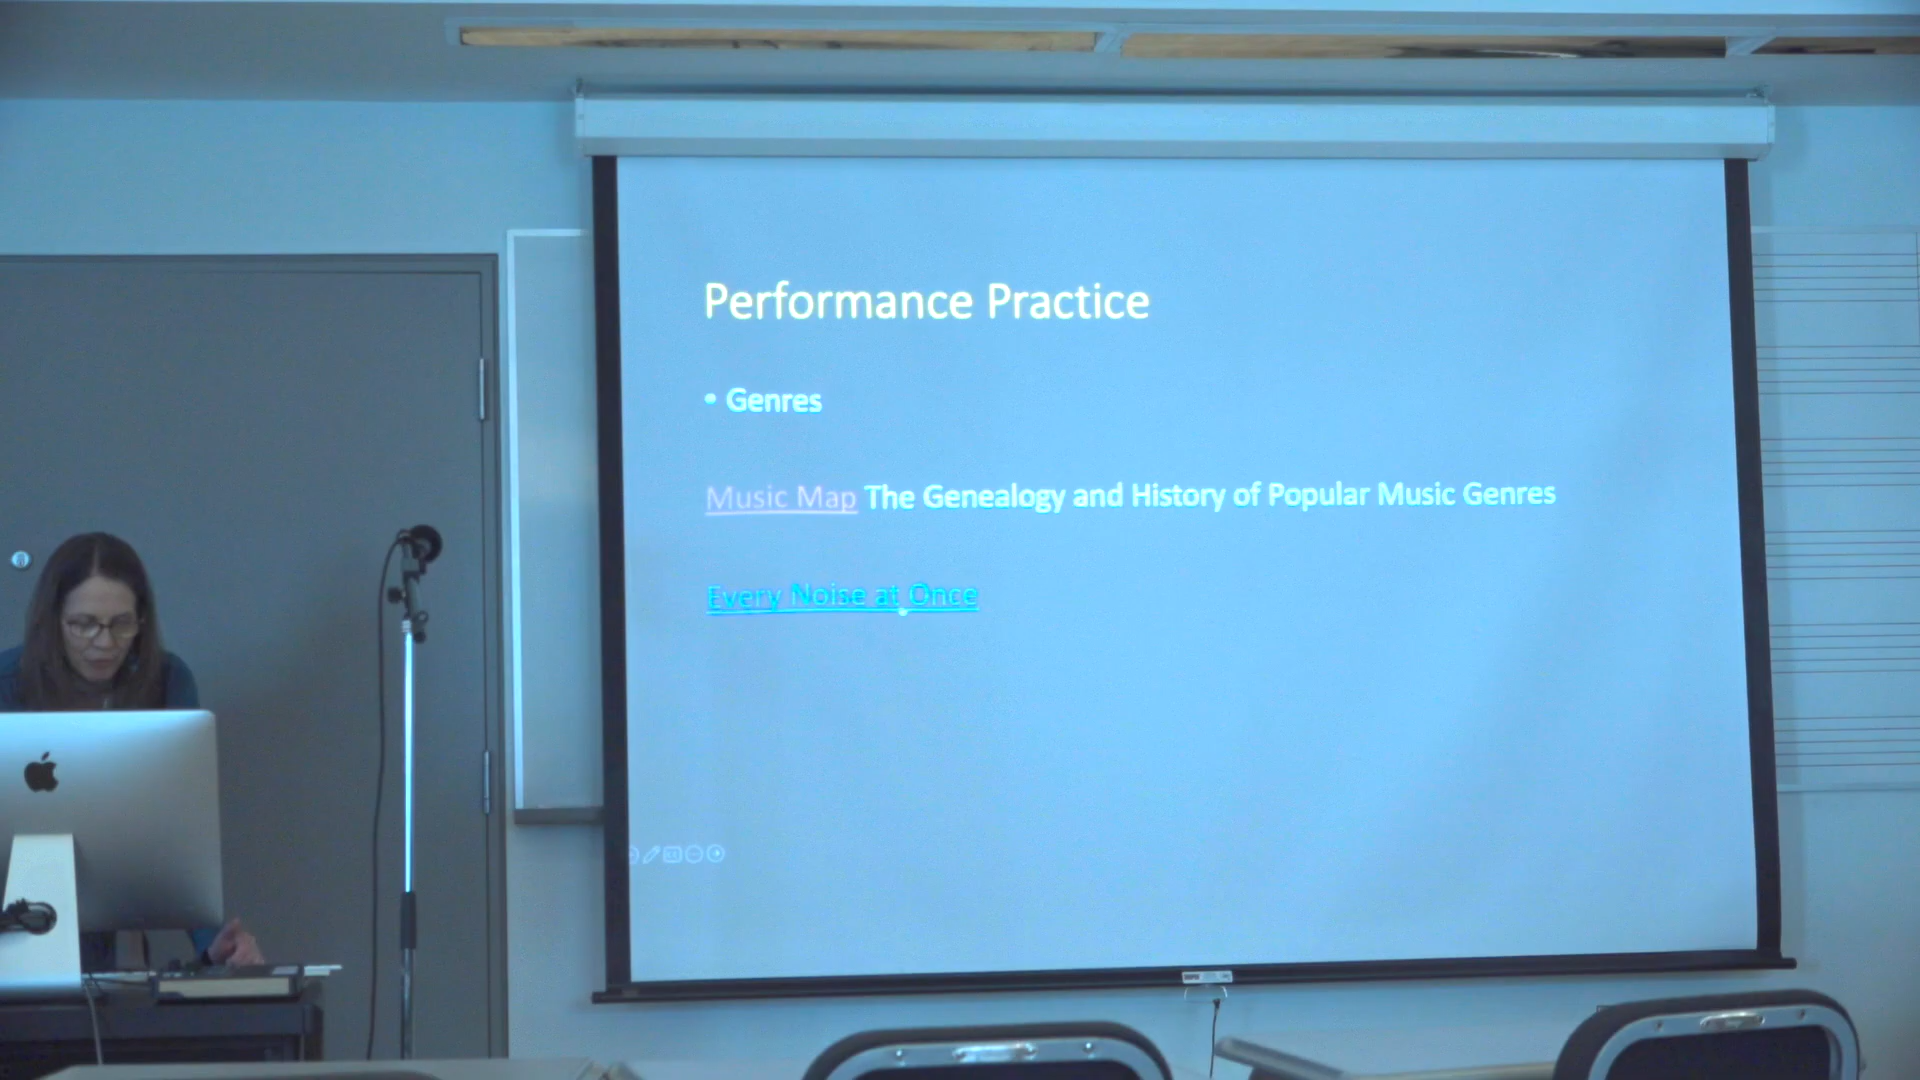 Performance Practice
• Genres
Music Map The Genealogy and History of Popular Music Genres
Every Noise at Once